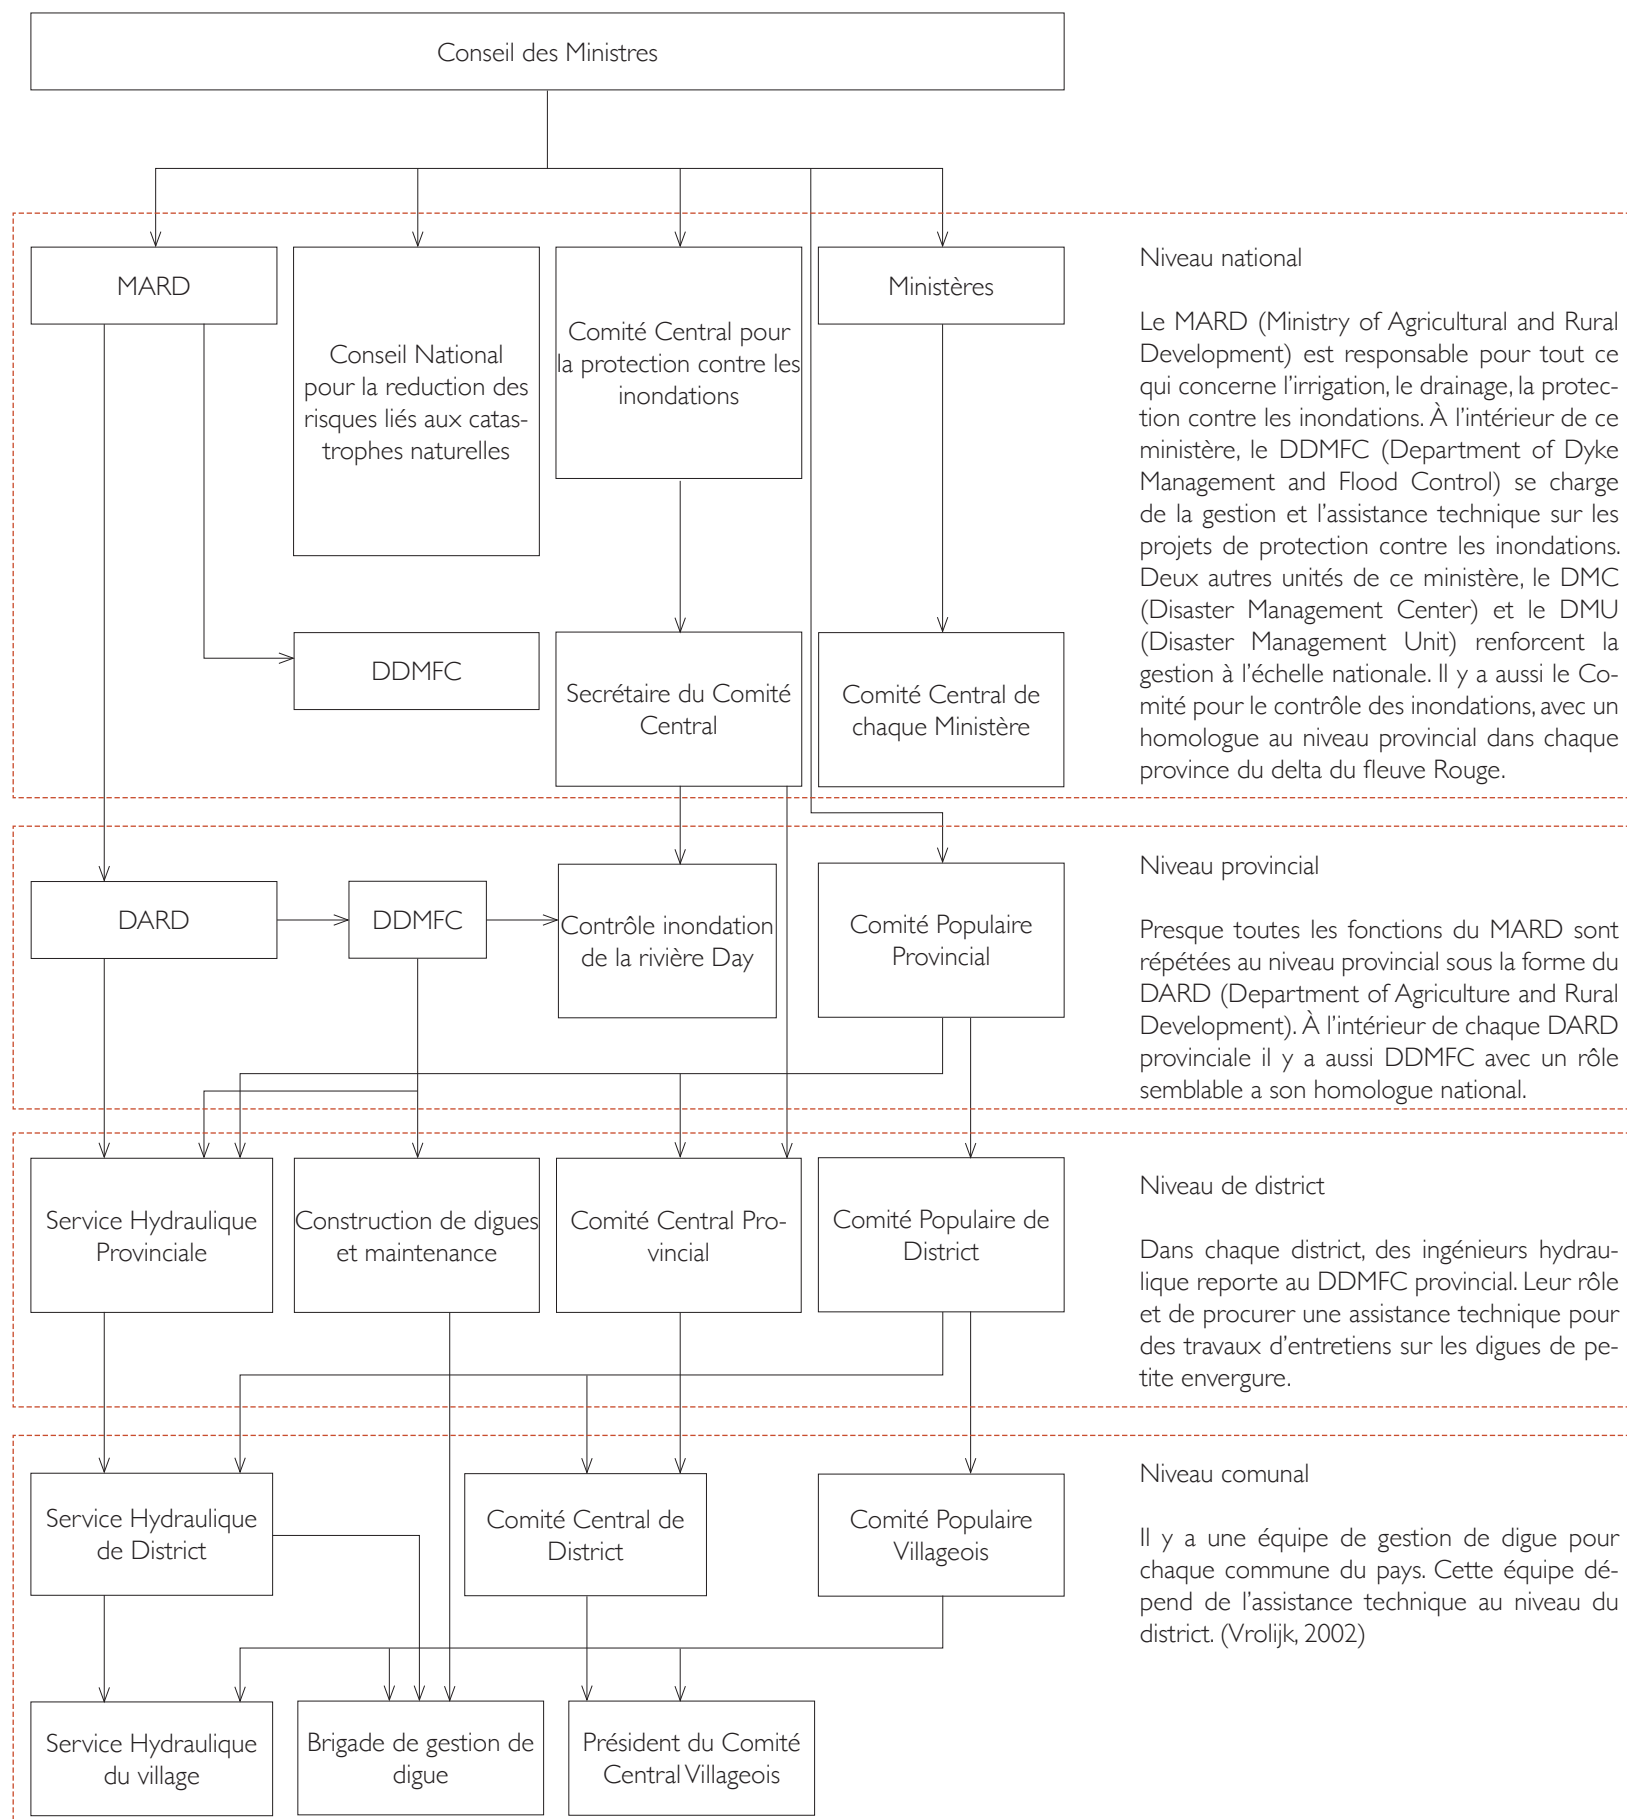 Conseil des Ministres
MARD
Conseil National
pour la reduction des
risques liés aux catas-
trophes naturelles
Comité Central pour
la protection contre les
inondations
Ministères
DDMFC
Secrétaire du Comité
Central
Comité Central de
chaque Ministère
Niveau national
Le MARD (Ministry of Agricultural and Rural
Development) est responsable pour tout ce
qui concerne l'irrigation, le drainage, la protec-
tion contre les inondations. À l'intérieur de ce
ministère, le DDMFC (Department of Dyke
Management and Flood Control) se charge
de la gestion et l'assistance technique sur les
projets de protection contre les inondations.
Deux autres unités de ce ministère, le DMC
(Disaster Management Center) et le DMU
(Disaster Management Unit) renforcent la
gestion à l'échelle nationale. Il y a aussi le Co-
mité pour le contrôle des inondations, avec un
homologue au niveau provincial dans chaque
province du delta du fleuve Rouge.
DARD
DDMFC
Contrôle inondation
de la rivière Day
Comité Populaire
Provincial
Niveau provincial
Presque toutes les fonctions du MARD sont
répétées au niveau provincial sous la forme du
DARD (Department of Agriculture and Rural
Development). À l'intérieur de chaque DARD
provinciale il y a aussi DDMFC avec un rôle
semblable a son homologue national.
Service Hydraulique
Provinciale
Construction de digues
et maintenance
Comité Central Pro-
vincial
Comité Populaire de
District
Niveau de district
Dans chaque district, des ingénieurs hydrau-
lique reporte au DDMFC provincial. Leur rôle
et de procurer une assistance technique pour
des travaux d'entretiens sur les digues de pe-
tite envergure.
Service Hydraulique
de District
Comité Central de
District
Comité Populaire
Villageois
Niveau comunal
Il y a une équipe de gestion de digue pour
chaque commune du pays. Cette équipe dé-
pend de l'assistance technique au niveau du
district. (Vrolijk, 2002)
Service Hydraulique
du village
Brigade de gestion de
digue
Président du Comité
Central Villageois